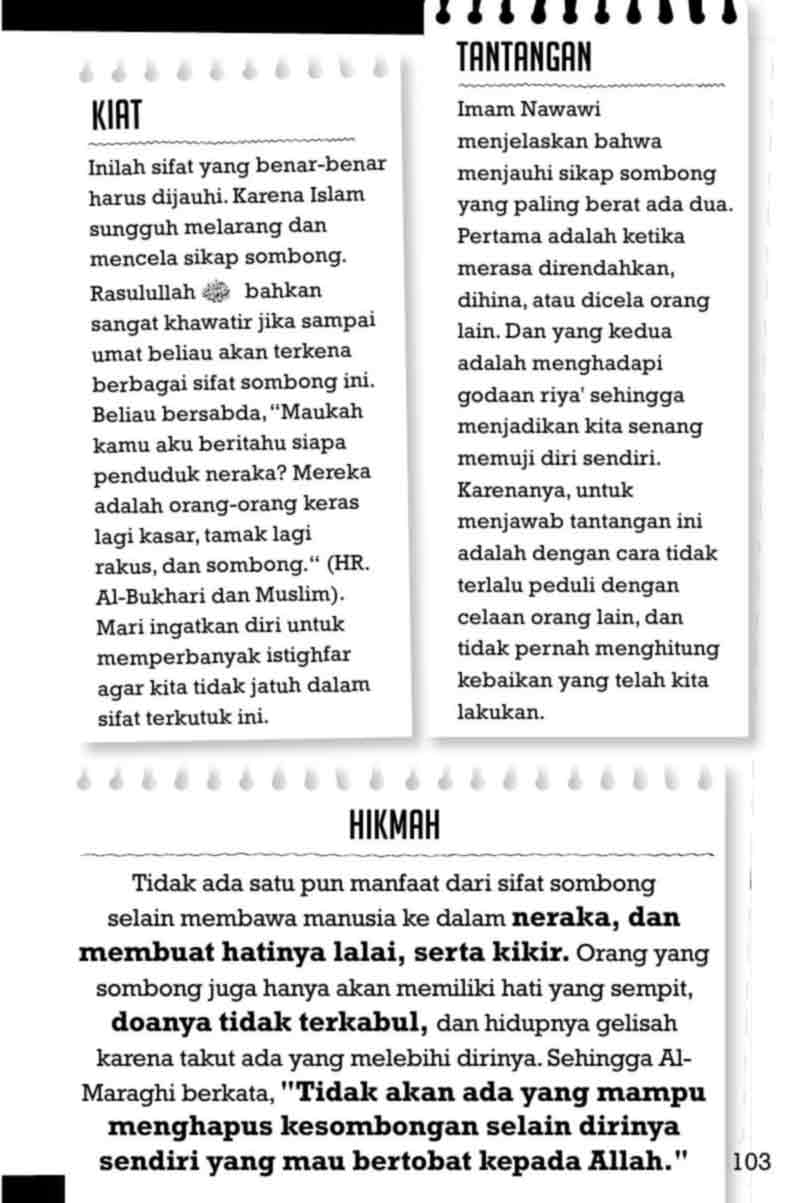 KIAT
Inilah sifat yang benar-benar
harus dijauhi. Karena Islam
sungguh melarang dan
mencela sikap sombong.
Rasulullah ﷺ bahkan
sangat khawatir jika sampai
umat beliau akan terkena
berbagai sifat sombong ini.
Beliau bersabda, “Maukah
kamu aku beritahu siapa
penduduk neraka? Mereka
adalah orang-orang keras
lagi kasar, tamak lagi
rakus, dan sombong.“ (HR.
Al-Bukhari dan Muslim).
Mari ingatkan diri untuk
memperbanyak istighfar
agar kita tidak jatuh dalam
sifat terkutuk ini.
TANTANGAN
Imam Nawawi
menjelaskan bahwa
menjauhi sikap sombong
yang paling berat ada dua.
Pertama adalah ketika
merasa direndahkan,
dihina, atau dicela orang
lain. Dan yang kedua
adalah menghadapi
godaan riya' sehingga
menjadikan kita senang
memuji diri sendiri.
Karenanya, untuk
menjawab tantangan ini
adalah dengan cara tidak
terlalu peduli dengan
celaan orang lain, dan
tidak pernah menghitung
kebaikan yang telah kita
lakukan.
HIKMAH
Tidak ada satu pun manfaat dari sifat sombong
selain membawa manusia ke dalam neraka, dan
membuat hatinya lalai, serta kikir. Orang yang
sombong juga hanya akan memiliki hati yang sempit,
doanya tidak terkabul, dan hidupnya gelisah
karena takut ada yang melebihi dirinya. Sehingga Al-
Maraghi berkata, "Tidak akan ada yang mampu
menghapus kesombongan selain dirinya
sendiri yang mau bertobat kepada Allah."
103